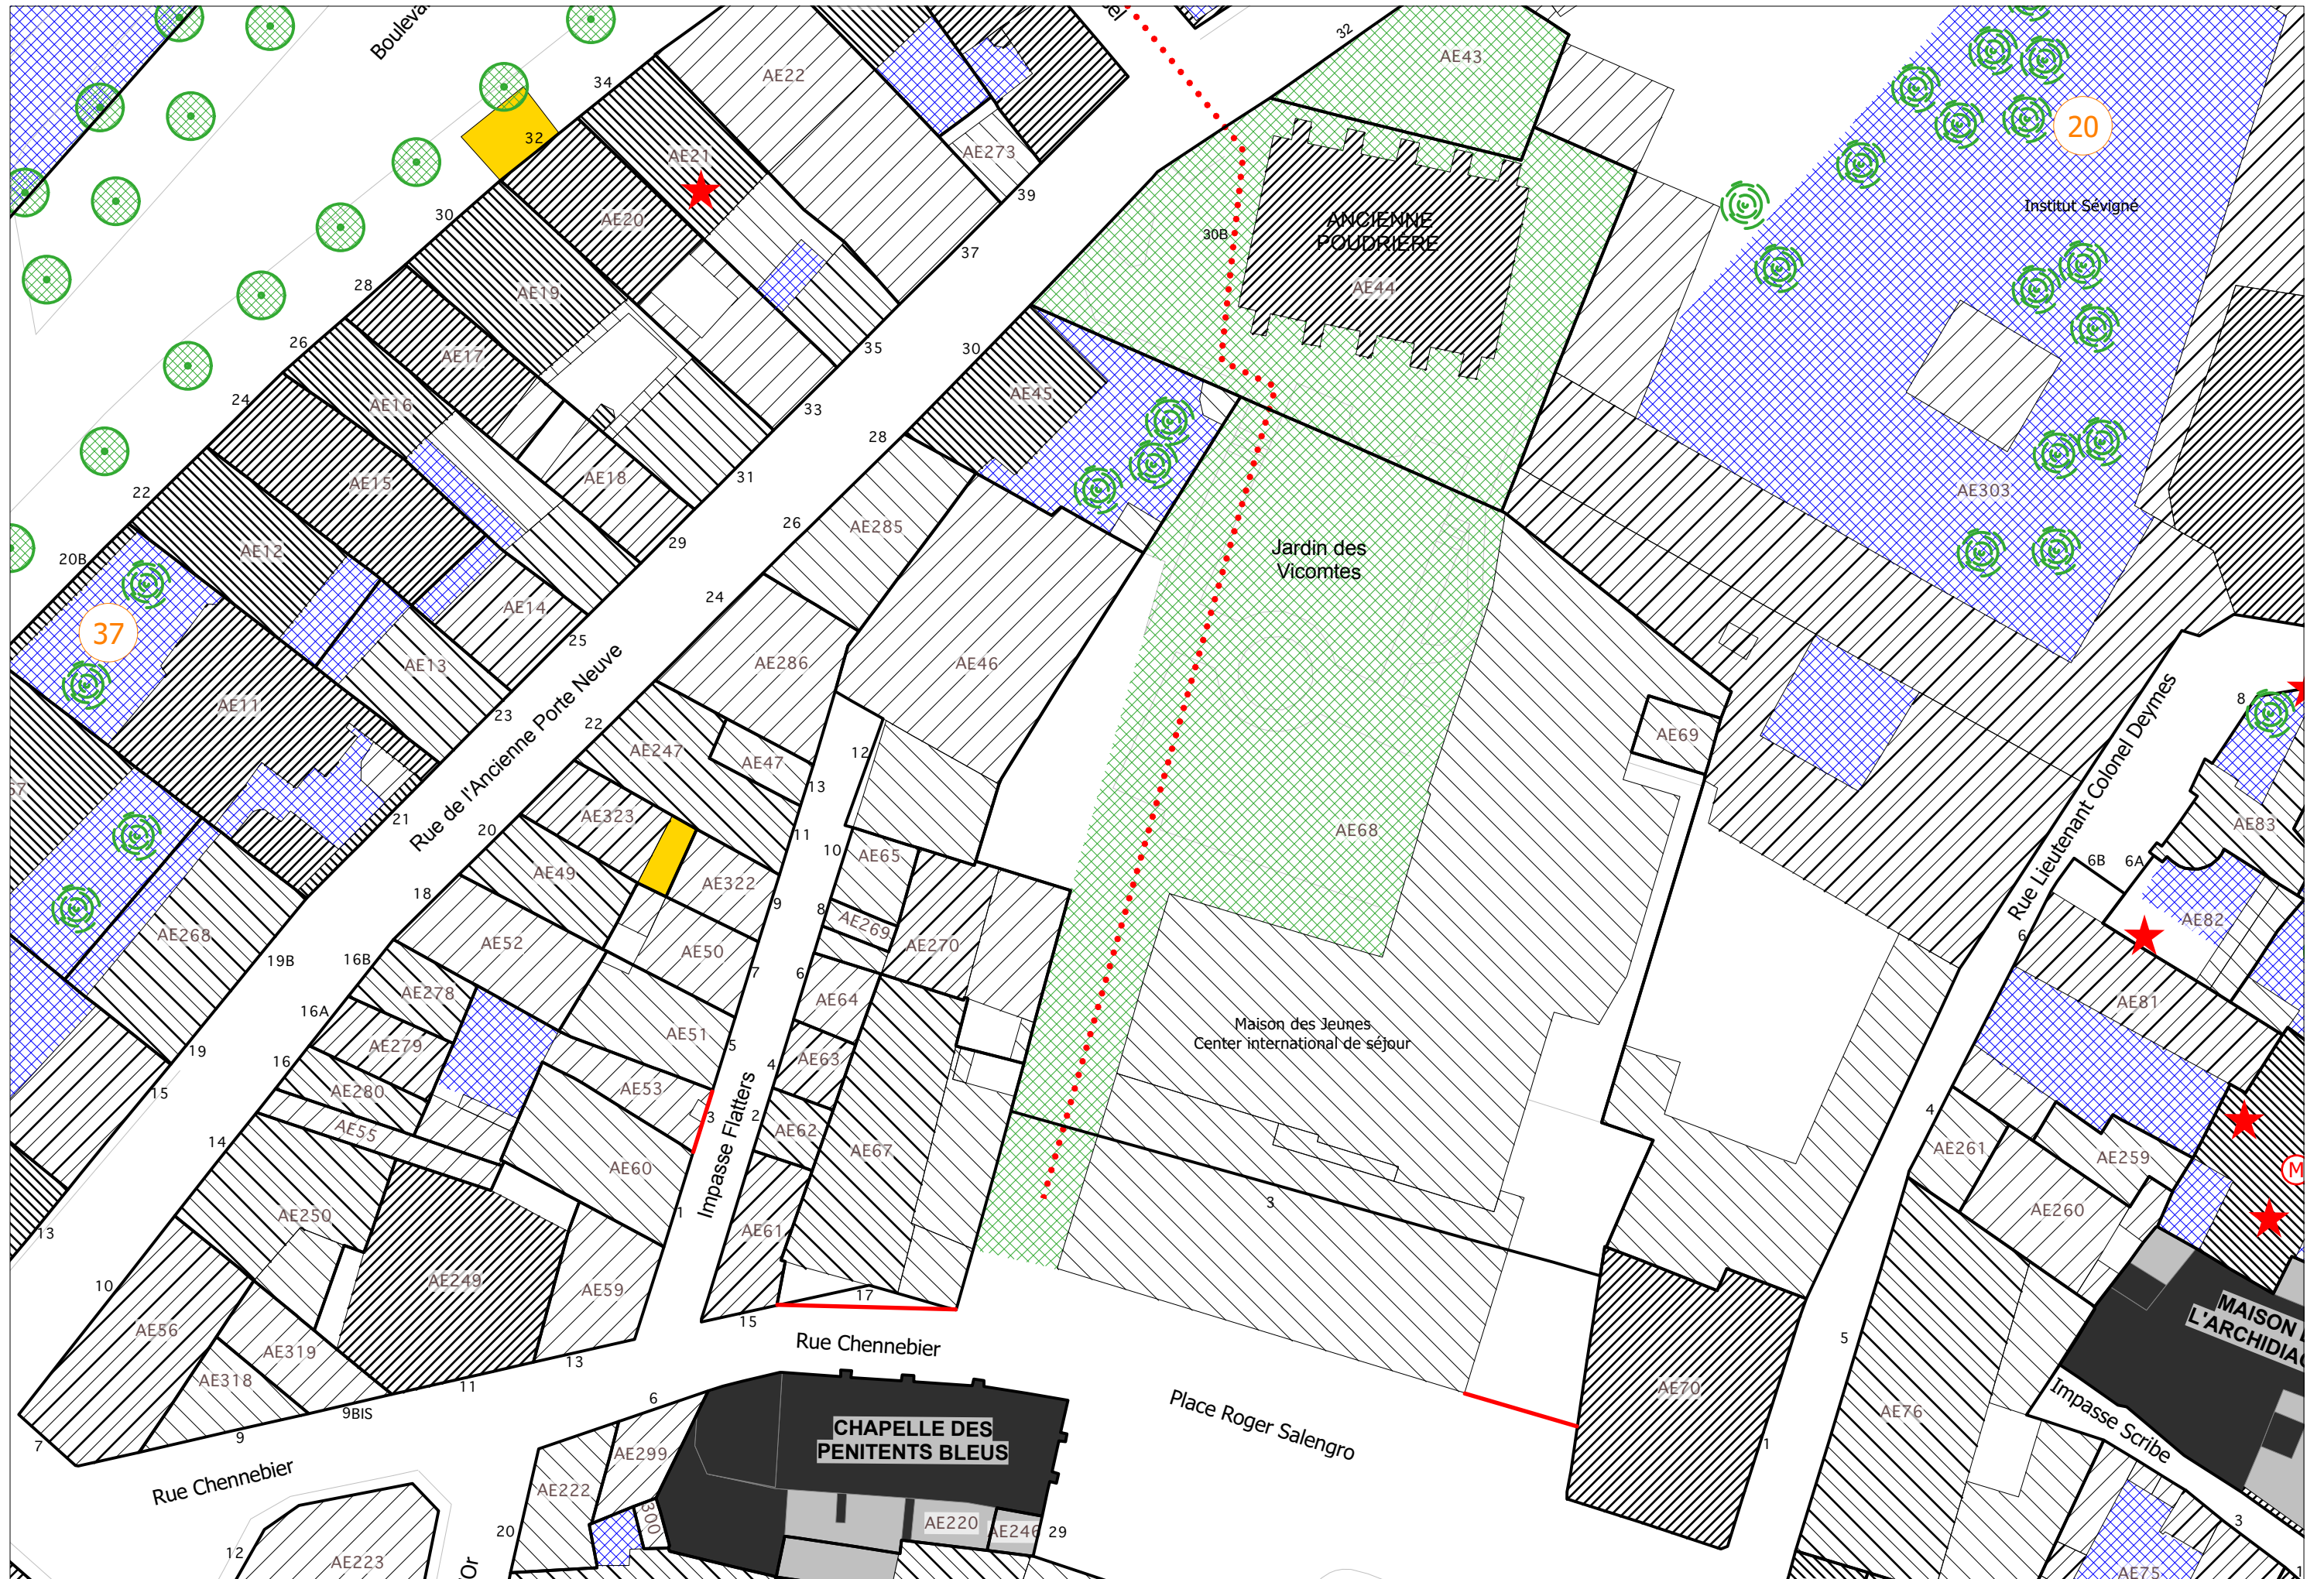 Bouleva
32
AE43
34
AE22
20
32
AE21
AE273
39
Institut Sévigné
30
AE20
ANCIENNE
POUDRIERE
30B
37
28
AE19
AE44
26
AE17
35
30
24
AE16
AE45
33
28
22
AE15
AE18
31
AE303
26
AE285
20B
AE12
29
Jardin des
Vicomtes
24
AE14
37
25
AE13
AE286
AE46
AE11
23
22
8
AE247
AE47
12
AE69
57
Rue de l'Ancienne Porte Neuve
13
Rue Lieutenant Colonel Deymes
21
AE323
20
11
10
AE65
AE68
AE83
6B
6A
18
AE49
AE322
9
8
AE269
AE82
AE268
19B
16B
AE52
AE50
AE270
6
7
6
16A
AE278
AE64
AE81
19
16
AE279
AE51
5
AE63
4
Maison des Jeunes
Center international de séjour
15
AE280
AE53
3
2
4
14
AE55
AE62
AE67
AE261
AE259
M
Impasse Flatters
AE60
3
13
AE250
1
AE61
AE260
10
AE249
AE59
17
15
MAISON
L'ARCHIDIAC
AE56
AE319
Rue Chennebier
5
AE318
13
11
6
Place Roger Salengro
AE70
AE76
Impasse Scribe
9BIS
7
9
CHAPELLE DES
PENITENTS BLEUS
1
AE299
Rue Chennebier
AE222
300
AE220
AE246
29
20
3
12
AE223
AE75